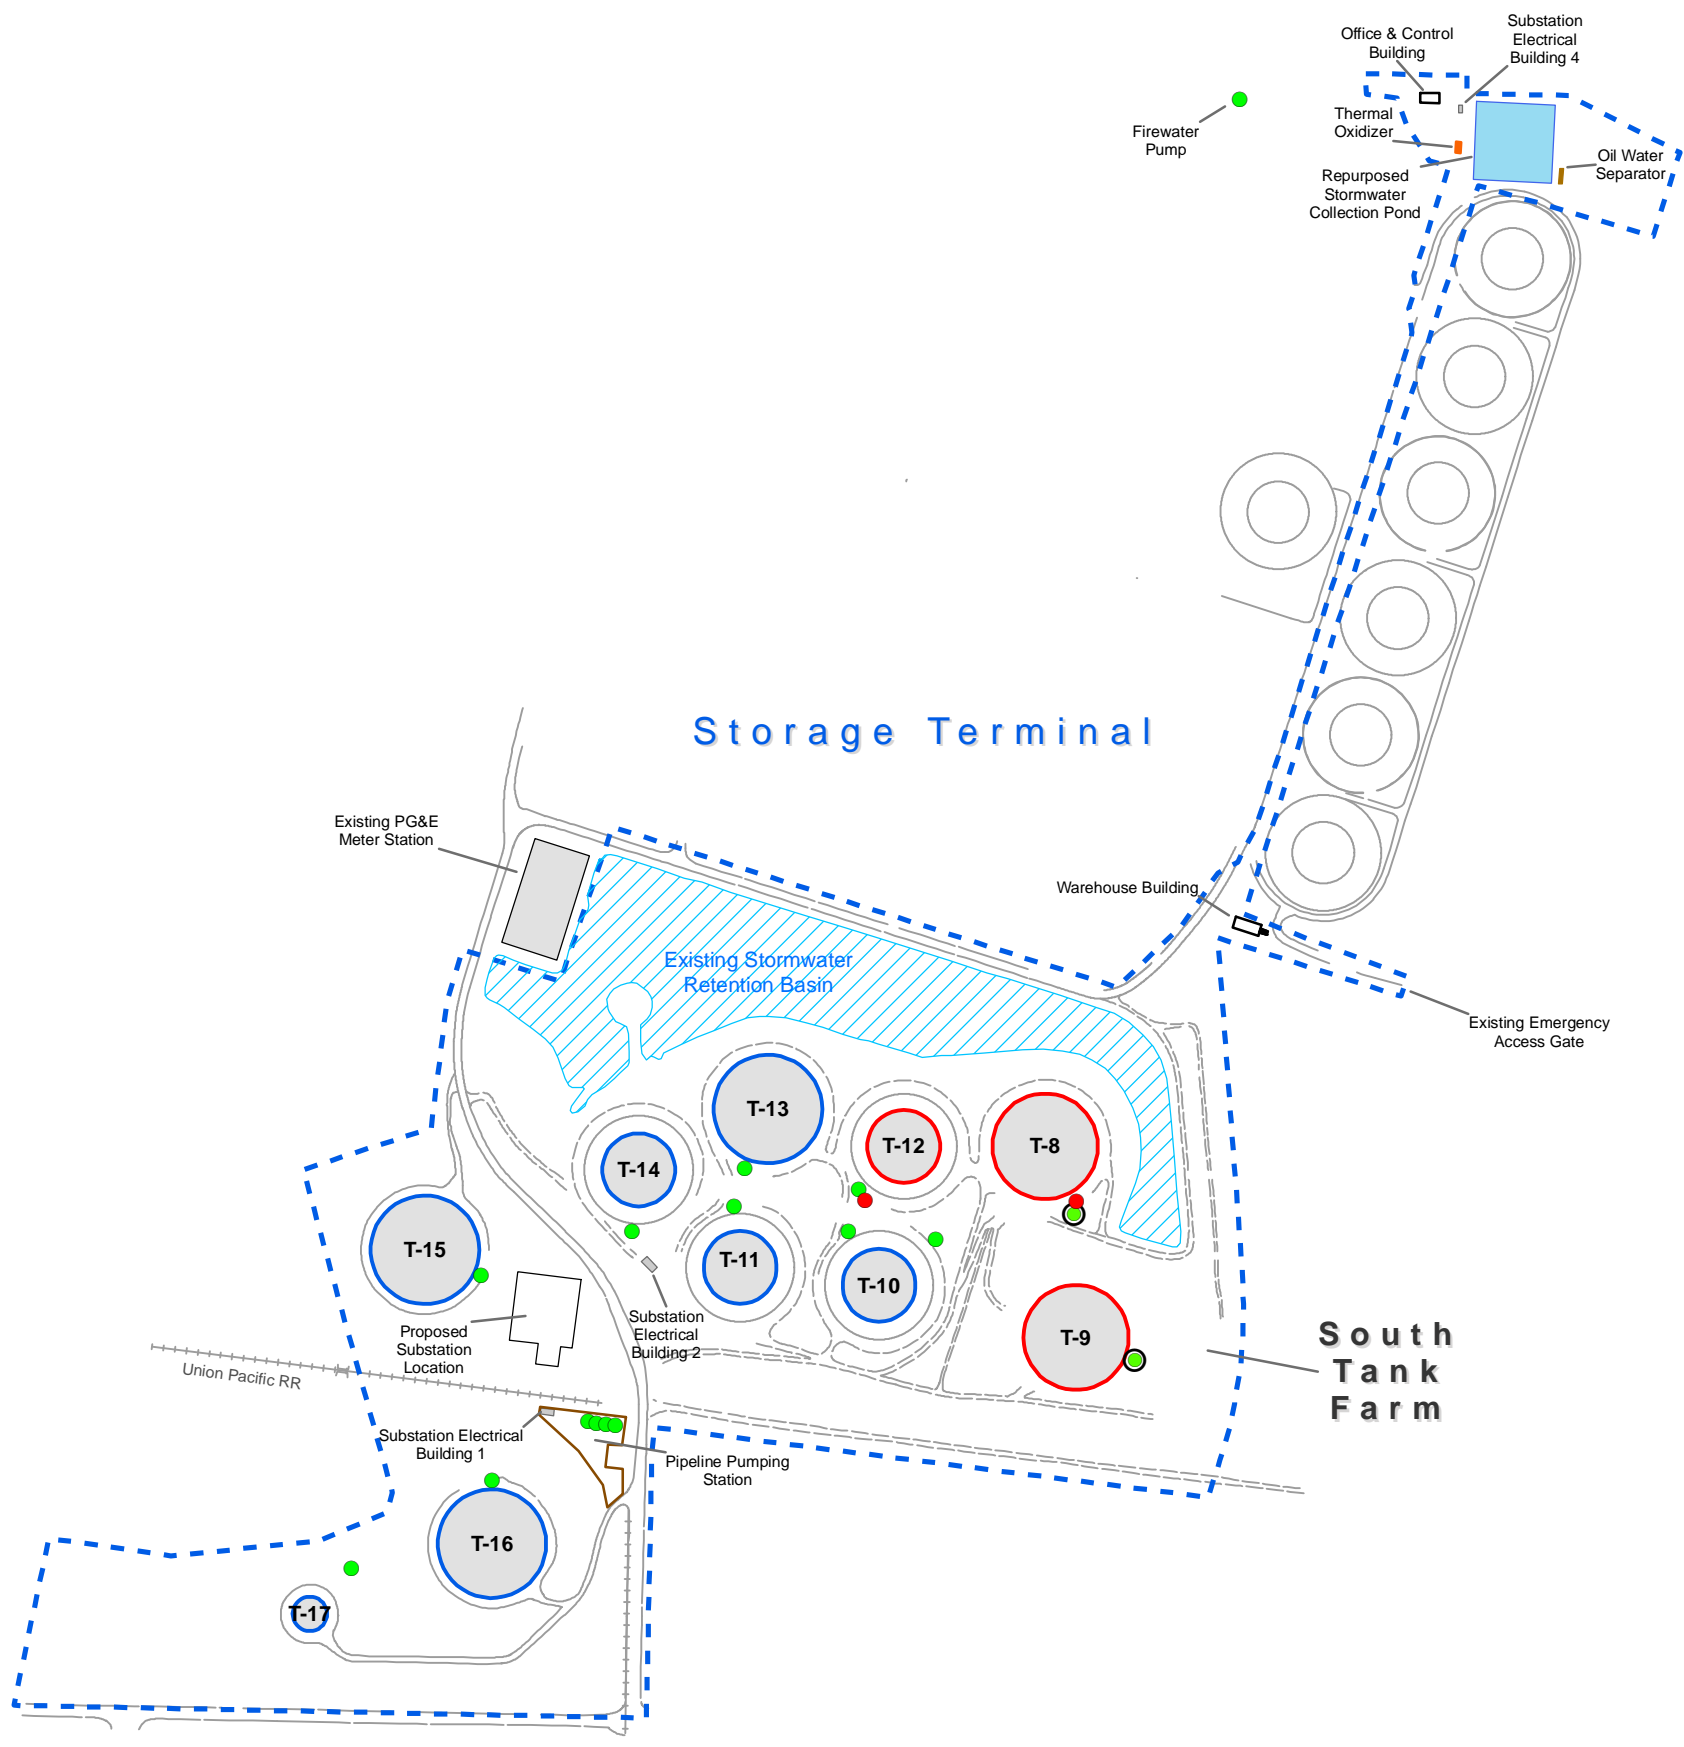 Office & Control
Building
Substation
Electrical
Building 4
Firewater
Pump
Thermal
Oxidizer
Oil Water
Separator
Repurposed
Stormwater
Collection Pond
Storage Terminal
Existing PG&E
Meter Station
Warehouse Building
Existing Stormwater
Retention Basin
Existing Emergency
Access Gate
T-13
T-12
T-8
T-14
T-15
T-11
T-10
T-9
Substation
Electrical
Building 2
Proposed
Substation
Location
South
Tank
Farm
Union Pacific RR
Substation Electrical
Building 1
Pipeline Pumping
Station
T-16
T-17